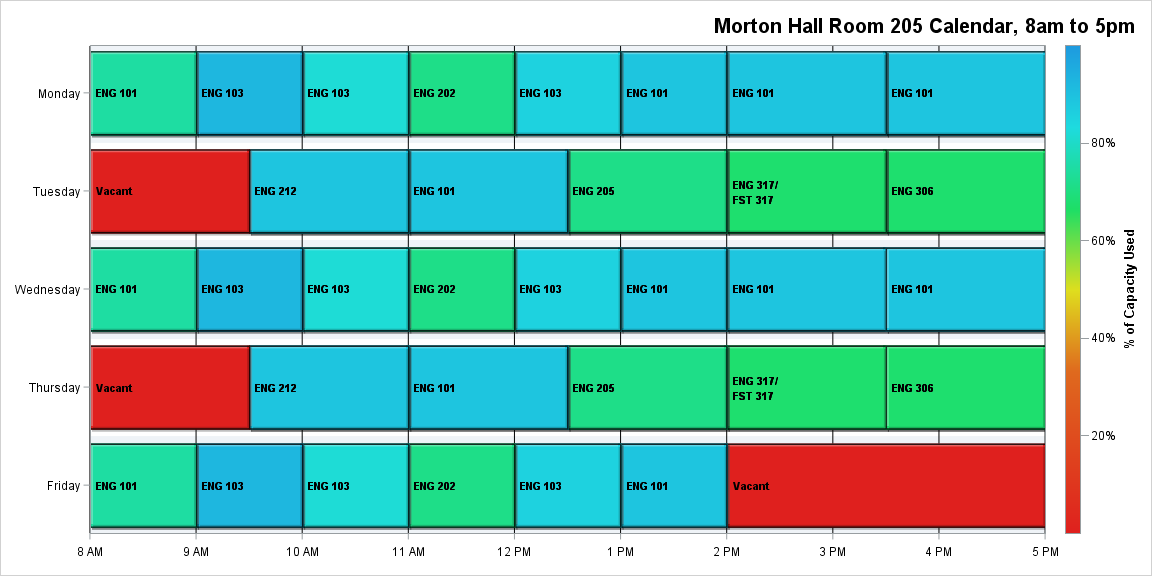 Morton Hall Room 205 Calendar, 8am to 5pm
Monday
ENG 101
ENG 103
ENG 103
ENG 202
ENG 103
ENG 101
ENG 101
ENG 101
Tuesday
Vacant
ENG 212
ENG 101
ENG 205
ENG 317/
FST 317
ENG 306
Wednesday
ENG 101
ENG 103
ENG 103
ENG 202
ENG 103
ENG 101
ENG 101
ENG 101
Thursday
Vacant
ENG 212
ENG 101
ENG 205
ENG 317/
FST 317
ENG 306
Friday
ENG 101
ENG 103
ENG 103
ENG 202
ENG 103
ENG 101
Vacant
8 AM
9 AM
10 AM
11 AM
12 PM
1 PM
2 PM
3 PM
4 PM
5 PM
80%
60%
40%
20%
% of Capacity Used